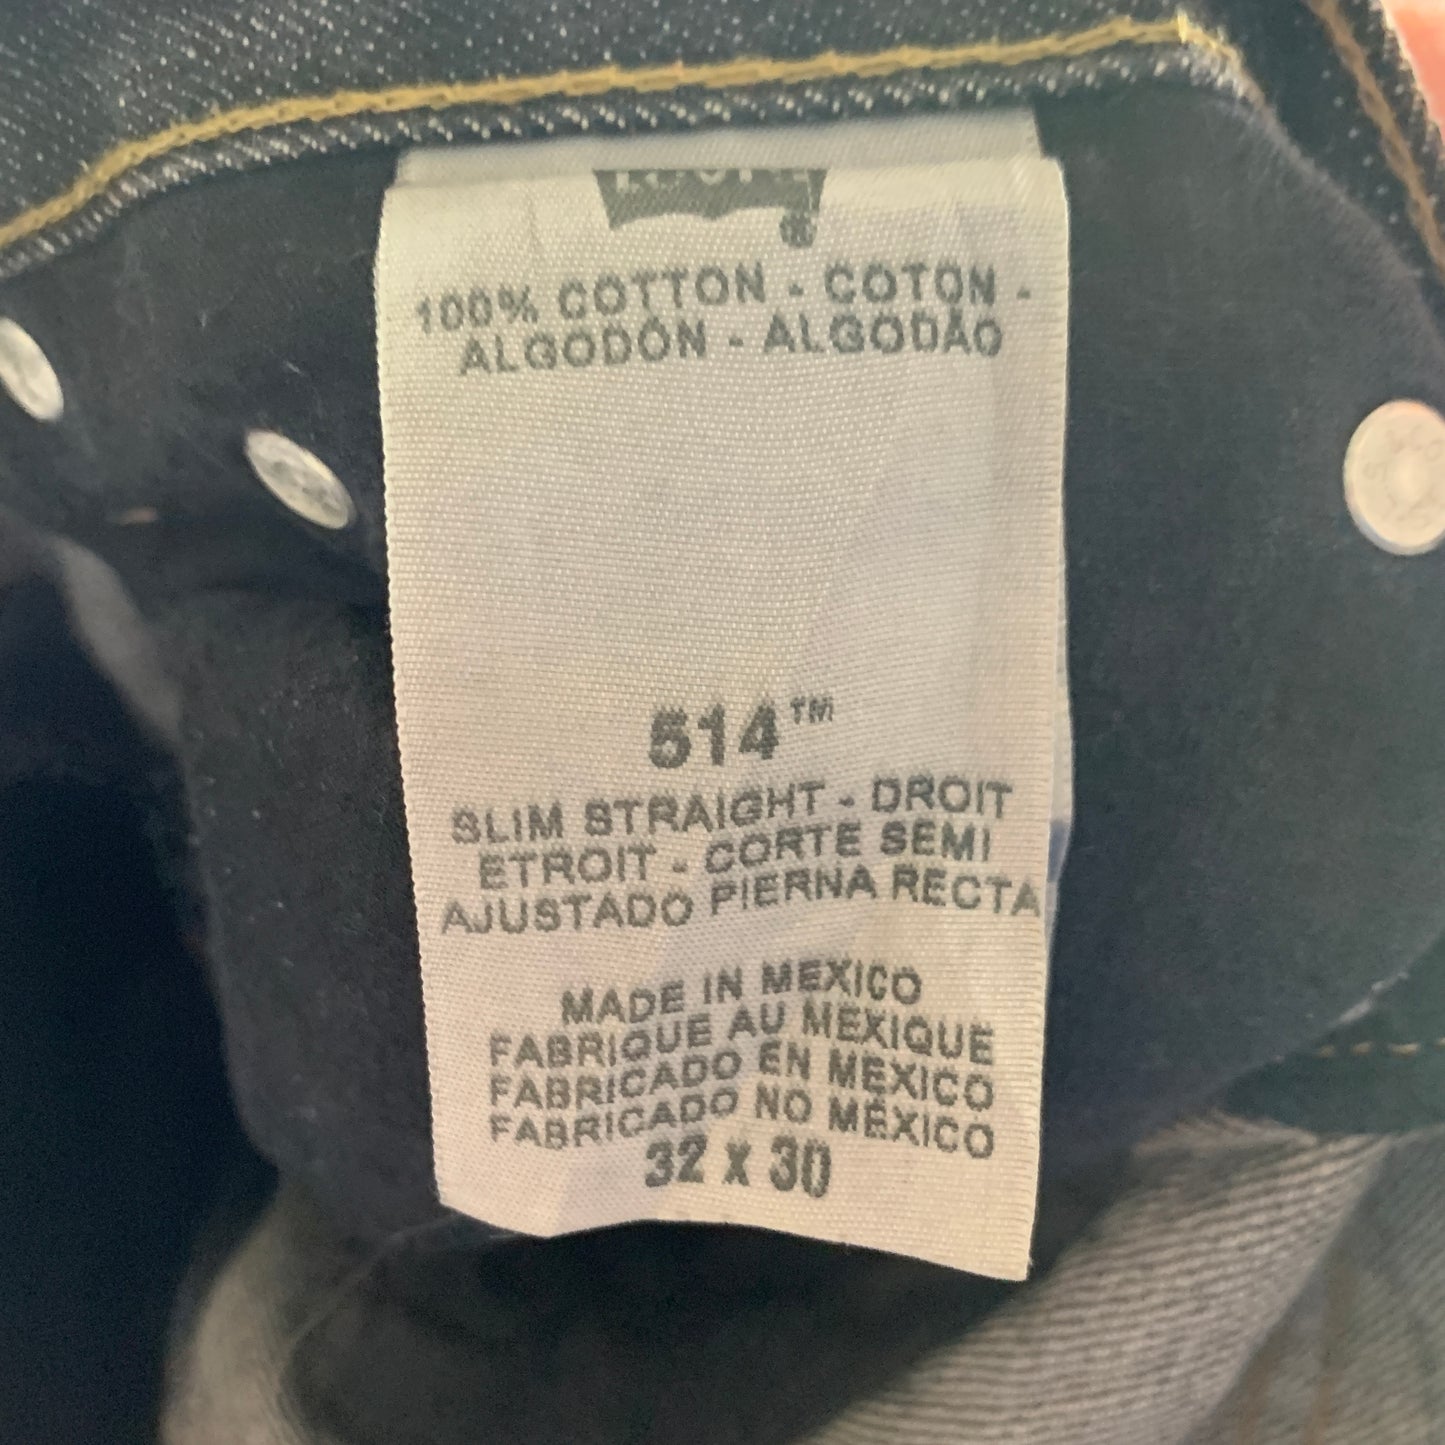 100% COTTON - COTON -
ALGODÓN - ALGODÃO
514™
SLIM STRAIGHT - DROIT
ETROIT - CORTE SEMI
AJUSTADO PIERNA RECTA
MADE IN MEXICO
FABRIQUE AU MEXIQUE
FABRICADO EN MEXICO
FABRICADO NO MÉXICO
32 X 30